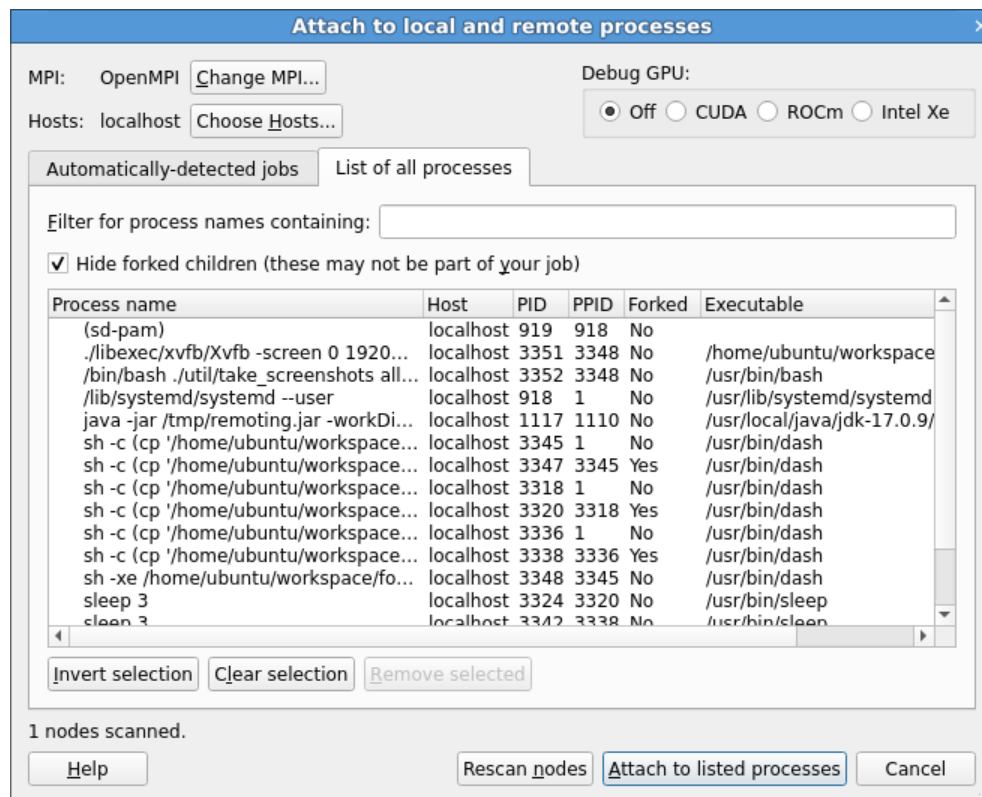 Attach to local and remote processes
MPI: OpenMPI Change MPI...
Debug GPU:
Hosts: localhost Choose Hosts...
Off CUDA ROCm Intel Xe
Automatically-detected jobs List of all processes
Filter for process names containing:
Hide forked children (these may not be part of your job)
Process name Host PID PPID Forked Executable
(sd-pam) localhost 919 918 No
./libexec/xvfb/Xvfb -screen 0 1920... localhost 3351 3348 No /home/ubuntu/workspace
/bin/bash ./util/take_screenshots all... localhost 3352 3348 No /usr/bin/bash
/lib/systemd/systemd --user localhost 918 1 No /usr/lib/systemd/systemd
java -jar /tmp/remoting.jar -workDi... localhost 1117 1110 No /usr/local/java/jdk-17.0.9/
sh -c (cp '/home/ubuntu/workspace... localhost 3345 1 No /usr/bin/dash
sh -c (cp '/home/ubuntu/workspace... localhost 3347 3345 Yes /usr/bin/dash
sh -c (cp '/home/ubuntu/workspace... localhost 3318 1 No /usr/bin/dash
sh -c (cp '/home/ubuntu/workspace... localhost 3320 3318 Yes /usr/bin/dash
sh -c (cp '/home/ubuntu/workspace... localhost 3336 1 No /usr/bin/dash
sh -c (cp '/home/ubuntu/workspace... localhost 3338 3336 Yes /usr/bin/dash
sh -xe /home/ubuntu/workspace/fo... localhost 3348 3345 No /usr/bin/dash
sleep 3 localhost 3324 3320 No /usr/bin/sleep
sleep 3 localhost 3342 3338 No /usr/bin/sleep
Invert selection Clear selection Remove selected
1 nodes scanned.
Help Rescan nodes Attach to listed processes Cancel